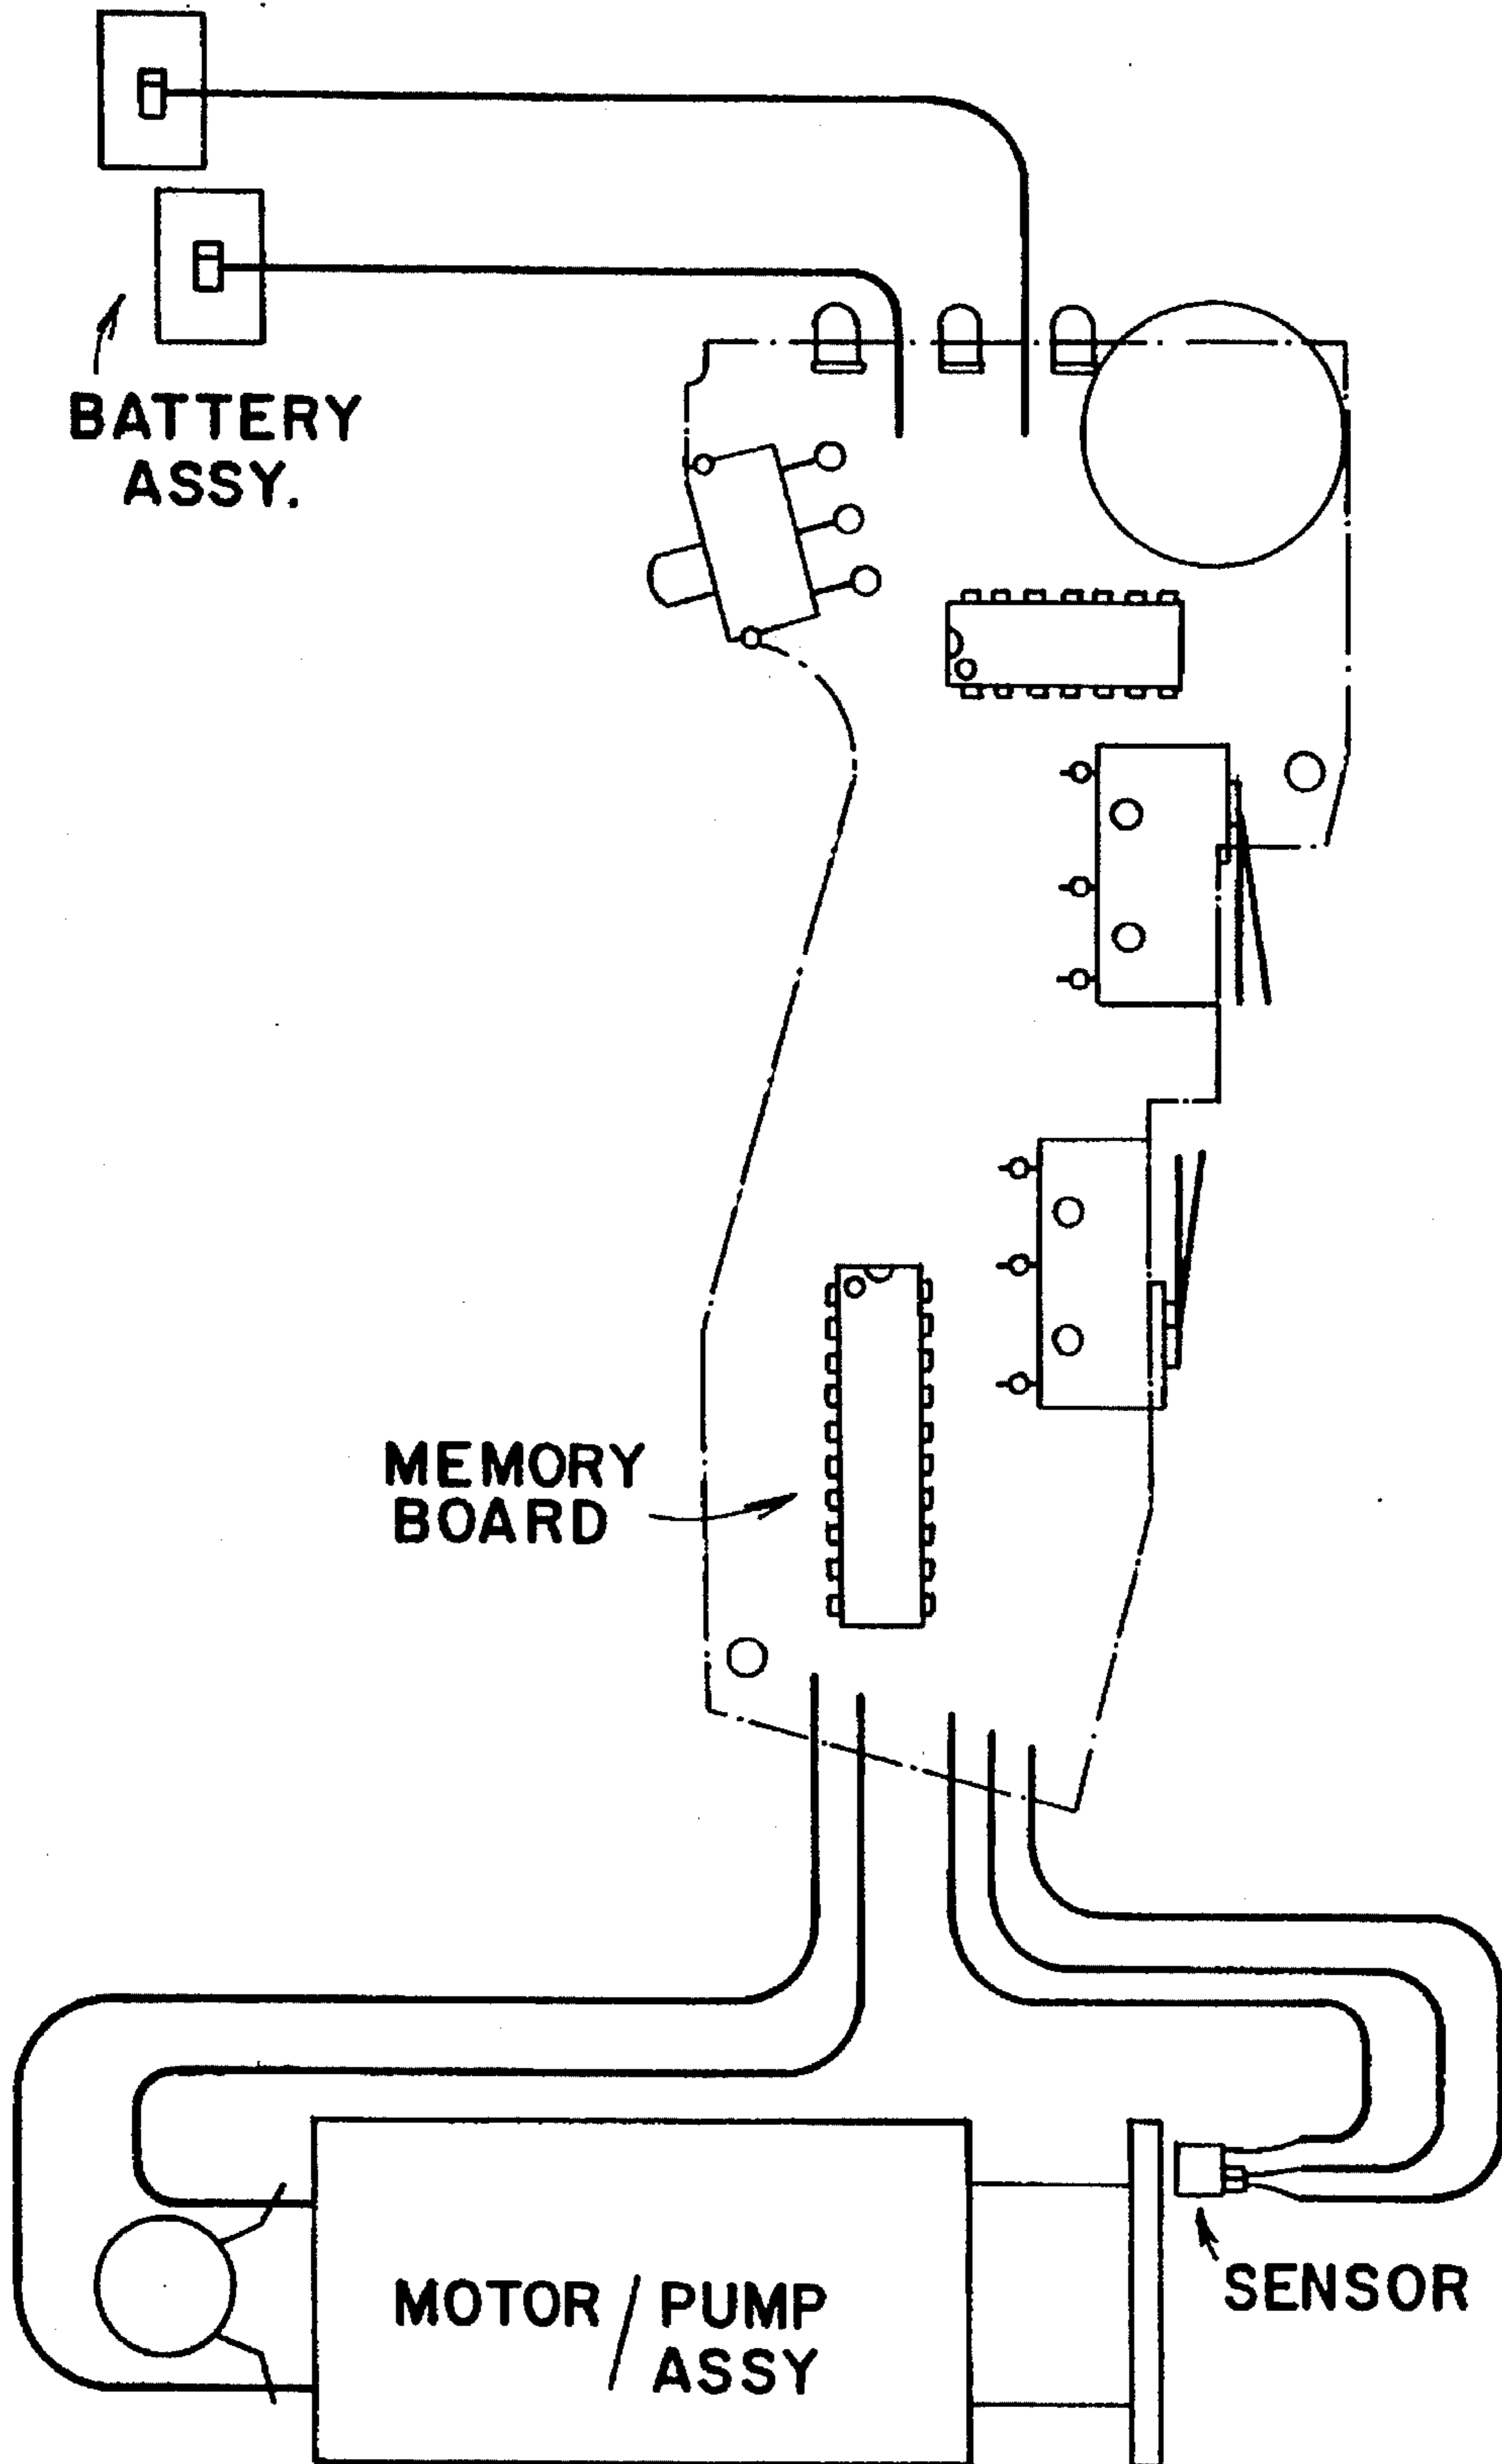 BATTERY
ASSY.
MEMORY
BOARD
MOTOR / PUMP
ASSY
SENSOR